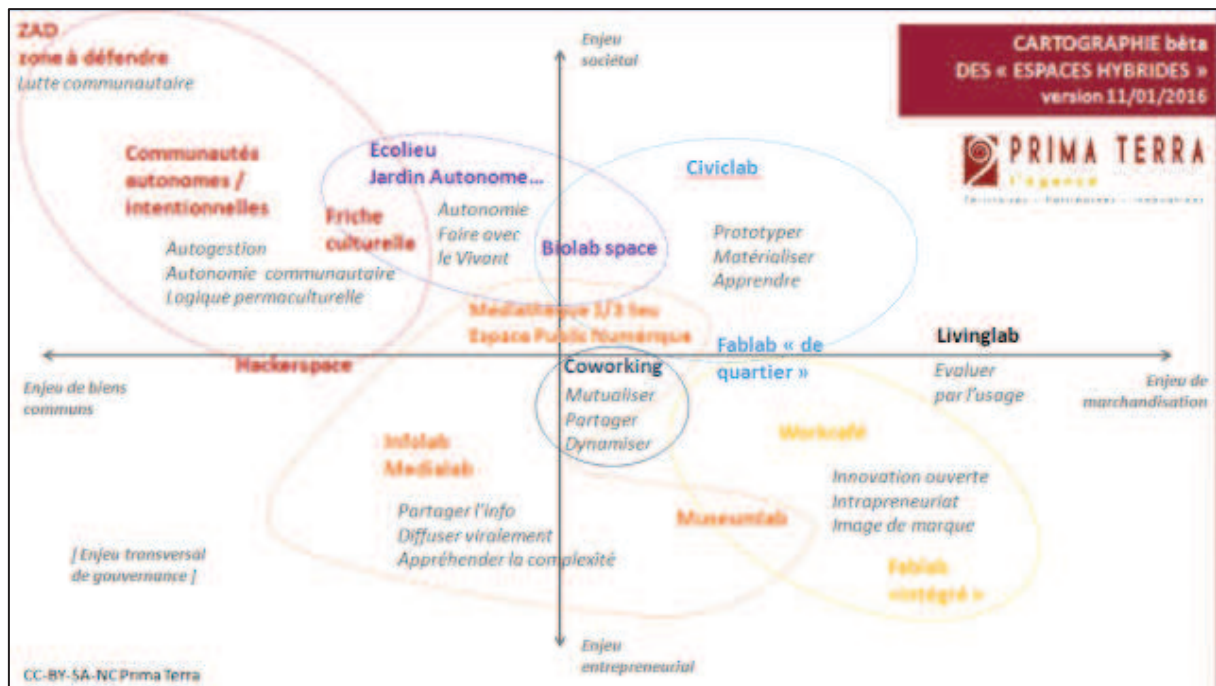 ZAD
zone à défendre
Lutte communautaire
Enjeu
sociétal
CARTOGRAPHIE bêta
DES « ESPACES HYBRIDES »
version 11/01/2016
PRIMA TERRA
l'agence
Communautés
autonomes /
intentionnelles
Autogestion
Autonomie communautaire
Logique permaculturelle
Friche
culturelle
Ecolieu
Jardin Autonome...
Autonomie
Faire avec
le Vivant
Biolab space
Civiclab
Prototyper
Matérialiser
Apprendre
Médiathèque 1/3 lieu
Espace Public Numérique
Hackerspace
Enjeu de biens
communs
Coworking
Mutualiser
Partager
Dynamiser
Fablab « de
quartier »
Livinglab
Evaluer
par l'usage
Enjeu de
marchandisation
Infolab
Medialab
Partager l'info
Diffuser viralement
Appréhender la complexité
Workcafé
Innovation ouverte
Intrapreneuriat
Image de marque
Museumlab
Fablab
«intégré »
[ Enjeu transversal
de gouvernance ]
Enjeu
entrepreneurial
CC-BY-SA-NC Prima Terra